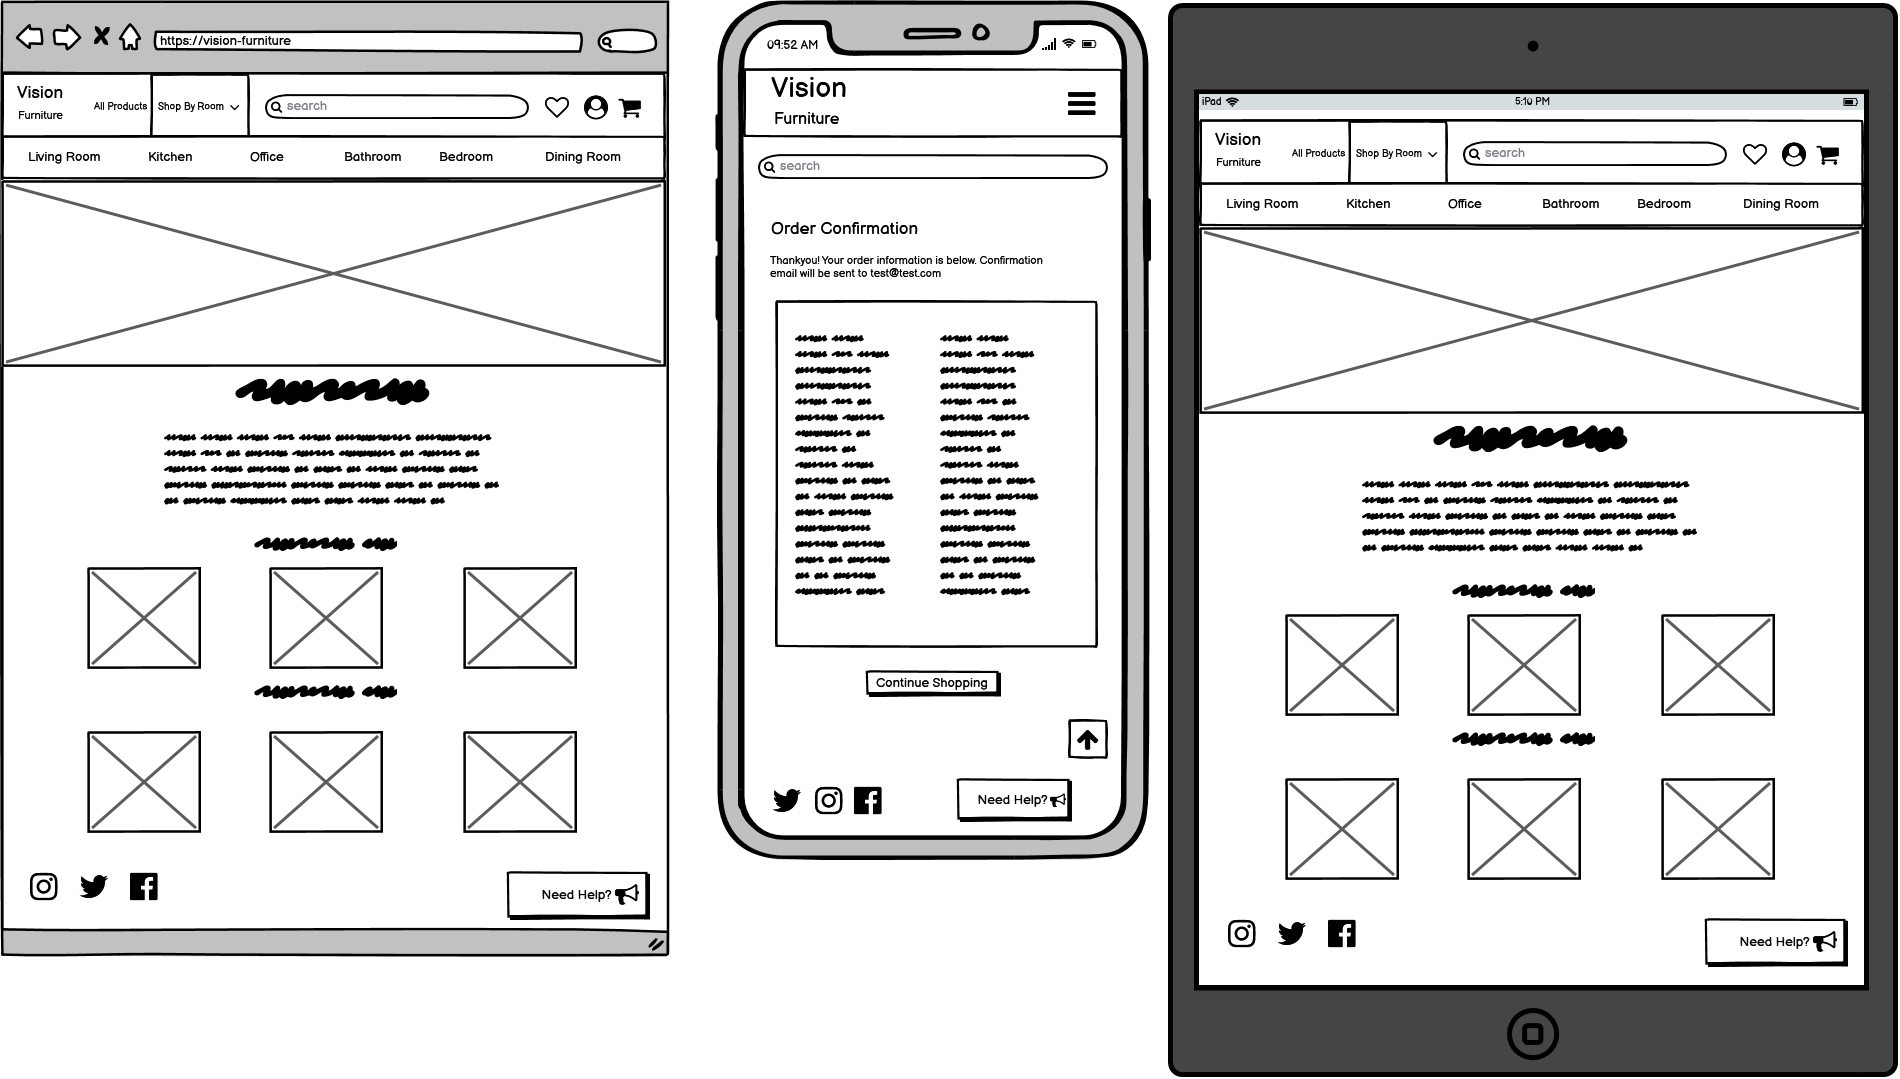 https://vision-furniture
Vision
Furniture
All Products
Shop By Room
search
Living Room Kitchen Office Bathroom Bedroom Dining Room
Need Help?
09:52 AM
Vision
Furniture
search
Order Confirmation
Thankyou! Your order information is below. Confirmation
email will be sent to test@test.com
Continue Shopping
Need Help?
iPad
5:10 PM
Vision
Furniture
All Products
Shop By Room
search
Living Room Kitchen Office Bathroom Bedroom Dining Room
Need Help?